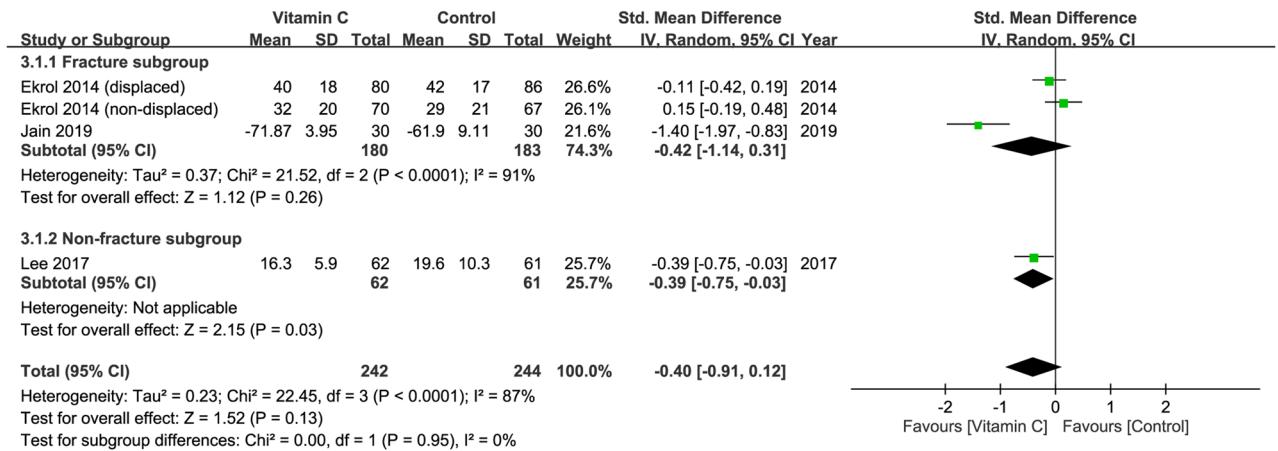 Vitamin C Control Std. Mean Difference Std. Mean Difference
Study or Subgroup Mean SD Total Mean SD Total Weight IV, Random, 95% CI Year IV, Random, 95% CI
3.1.1 Fracture subgroup
Ekrol 2014 (displaced) 40 18 80 42 17 86 26.6% -0.11 [-0.42, 0.19] 2014
Ekrol 2014 (non-displaced) 32 20 70 29 21 67 26.1% 0.15 [-0.19, 0.48] 2014
Jain 2019 -71.87 3.95 30 -61.9 9.11 30 21.6% -1.40 [-1.97, -0.83] 2019
Subtotal (95% CI) 180 183 74.3% -0.42 [-1.14, 0.31]
Heterogeneity: Tau² = 0.37; Chi² = 21.52, df = 2 (P < 0.0001); I² = 91%
Test for overall effect: Z = 1.12 (P = 0.26)
3.1.2 Non-fracture subgroup
Lee 2017 16.3 5.9 62 19.6 10.3 61 25.7% -0.39 [-0.75, -0.03] 2017
Subtotal (95% CI) 62 61 25.7% -0.39 [-0.75, -0.03]
Heterogeneity: Not applicable
Test for overall effect: Z = 2.15 (P = 0.03)
Total (95% CI) 242 244 100.0% -0.40 [-0.91, 0.12]
Heterogeneity: Tau² = 0.23; Chi² = 22.45, df = 3 (P < 0.0001); I² = 87%
Test for overall effect: Z = 1.52 (P = 0.13)
Test for subgroup differences: Chi² = 0.00, df = 1 (P = 0.95), I² = 0%
-2 -1 0 1 2
Favours [Vitamin C] Favours [Control]